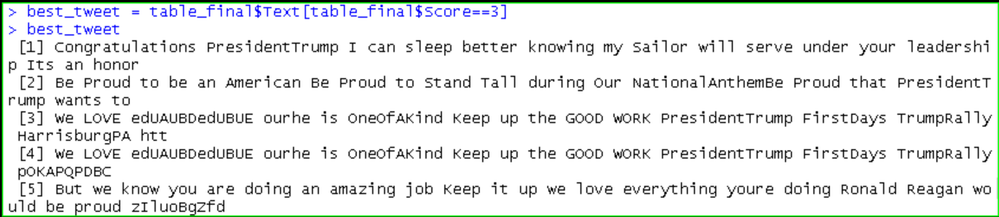 > best_tweet = table_final$Text[table_final$Score==3]
> best_tweet
[1] Congratulations PresidentTrump I can sleep better knowing my Sailor will serve under your leadershi
p Its an honor
[2] Be Proud to be an American Be Proud to Stand Tall during Our NationalAnthemBe Proud that PresidentT
rump wants to
[3] We LOVE edUAUBDedUBUE ourhe is OneOfAKind Keep up the GOOD WORK PresidentTrump FirstDays TrumpRally
HarrisburgPA htt
[4] We LOVE edUAUBDedUBUE ourhe is OneOfAKind Keep up the GOOD WORK PresidentTrump FirstDays TrumpRally
pOKAPQPDBC
[5] But we know you are doing an amazing job Keep it up we love everything youre doing Ronald Reagan wo
uld be proud zIluoBgZfd